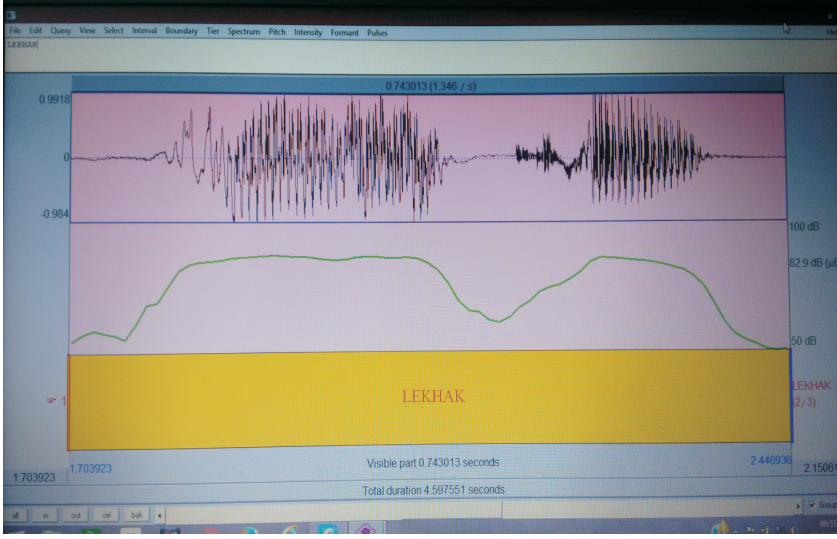 File Edit Query View Select Interval Boundary Tier Spectrum Pitch Intensity Formant Pulses
LEKHAK
0.743013 (1.346 / s)
0.9918
0
-0.984
100 dB
82.9 dB (µE
50 dB
LEKHAK
1
LEKHAK
(2/3)
1.703923
Visible part 0.743013 seconds
2.446936
1.703923
2.15061
Total duration 4.597551 seconds
all in out sel bak
Group